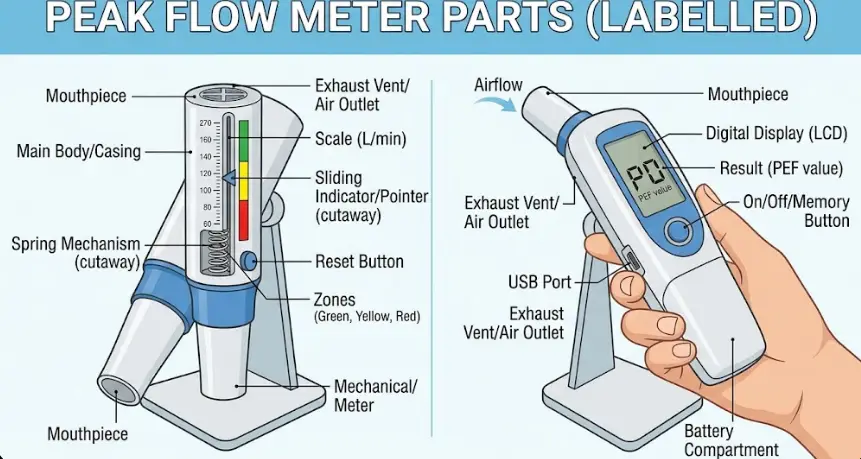 PEAK FLOW METER PARTS (LABELLED)
Mouthpiece
Main Body/Casing
Spring Mechanism
(cutaway)
Mouthpiece
270
160
140
120
100
80
60
Exhaust Vent/
Air Outlet
Scale (L/min)
Sliding
Indicator/Pointer
(cutaway)
Reset Button
Zones
(Green, Yellow, Red)
Mechanical/
Meter
Airflow
Exhaust Vent/
Air Outlet
USB Port
Exhaust
Vent/Air Outlet
PO
PEF value
Mouthpiece
Digital Display (LCD)
Result (PEF value)
On/Off/Memory
Button
Battery
Compartment